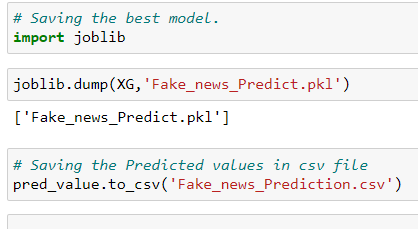 # Saving the best model.
import joblib
joblib.dump(XG,'Fake_news_Predict.pkl')
['Fake_news_Predict.pkl']
# Saving the Predicted values in csv file
pred_value.to_csv('Fake_news_Prediction.csv')